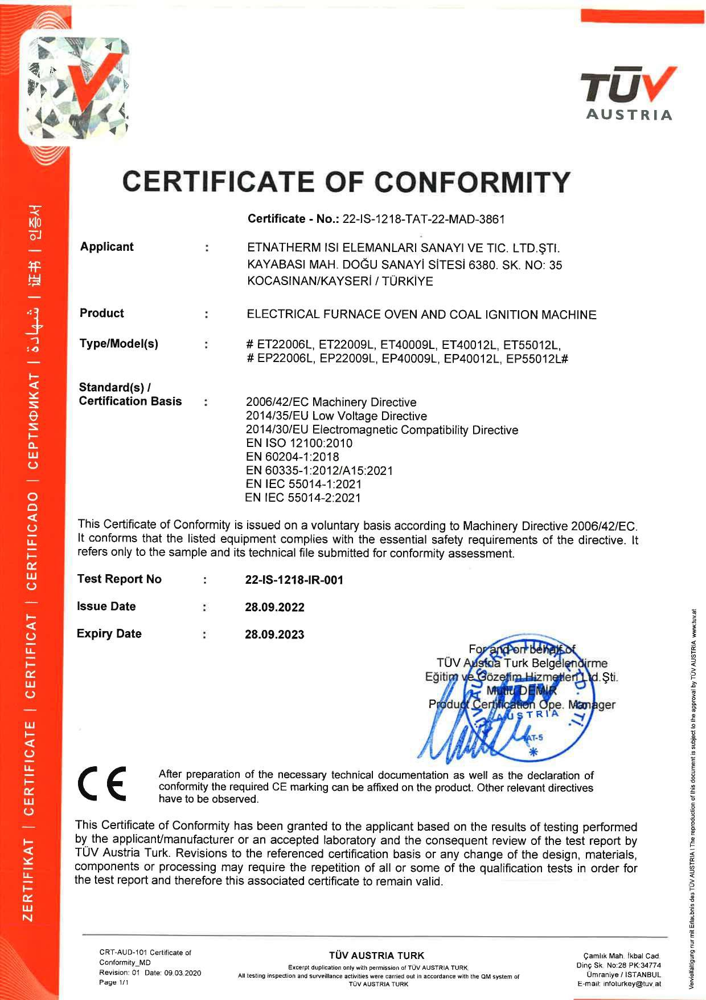 TÜV
AUSTRIA
CERTIFICATE OF CONFORMITY
Certificate - No.: 22-IS-1218-TAT-22-MAD-3861
Applicant : ETNATHERM ISI ELEMANLARI SANAYI VE TIC. LTD.ŞTI.
KAYABASI MAH. DOĞU SANAYİ SİTESİ 6380. SK. NO: 35
KOCASINAN/KAYSERİ / TÜRKİYE
Product : ELECTRICAL FURNACE OVEN AND COAL IGNITION MACHINE
Type/Model(s) : # ET22006L, ET22009L, ET40009L, ET40012L, ET55012L,
# EP22006L, EP22009L, EP40009L, EP40012L, EP55012L#
Standard(s) /
Certification Basis : 2006/42/EC Machinery Directive
2014/35/EU Low Voltage Directive
2014/30/EU Electromagnetic Compatibility Directive
EN ISO 12100:2010
EN 60204-1:2018
EN 60335-1:2012/A15:2021
EN IEC 55014-1:2021
EN IEC 55014-2:2021
This Certificate of Conformity is issued on a voluntary basis according to Machinery Directive 2006/42/EC.
It conforms that the listed equipment complies with the essential safety requirements of the directive. It
refers only to the sample and its technical file submitted for conformity assessment.
Test Report No : 22-IS-1218-IR-001
Issue Date : 28.09.2022
Expiry Date : 28.09.2023
For and on behalf of
TÜV Austria Turk Belgelendirme
Eğitim ve Gözetim Hizmetleri Ltd.Şti.
Mutlu DEMİR
Product Certification Ope. Manager
TÜV
AUSTRIA
TAT-5
CE
After preparation of the necessary technical documentation as well as the declaration of
conformity the required CE marking can be affixed on the product. Other relevant directives
have to be observed.
This Certificate of Conformity has been granted to the applicant based on the results of testing performed
by the applicant/manufacturer or an accepted laboratory and the consequent review of the test report by
TÜV Austria Turk. Revisions to the referenced certification basis or any change of the design, materials,
components or processing may require the repetition of all or some of the qualification tests in order for
the test report and therefore this associated certificate to remain valid.
CRT-AUD-101 Certificate of
Conformity_MD
Revision: 01 Date: 09.03.2020
Page 1/1
TÜV AUSTRIA TURK
Excerpt duplication only with permission of TÜV AUSTRIA TURK
All testing inspection and surveillance activities were carried out in accordance with the QM system of
TÜV AUSTRIA TURK
Çamlık Mah. İkbal Cad.
Dinç Sk. No:28 PK:34774
Ümraniye / ISTANBUL
E-mail: infoturkey@tuv.at
ZERTIFIKAT | CERTIFICATE | CERTIFICAT | CERTIFICADO | СЕРТИФИКАТ | شهادة | 证书 | 인증서
Vervielfältigung nur mit Erlaubnis des TÜV AUSTRIA | The reproduction of this document is subject to the approval by TÜV AUSTRIA www.tuv.at